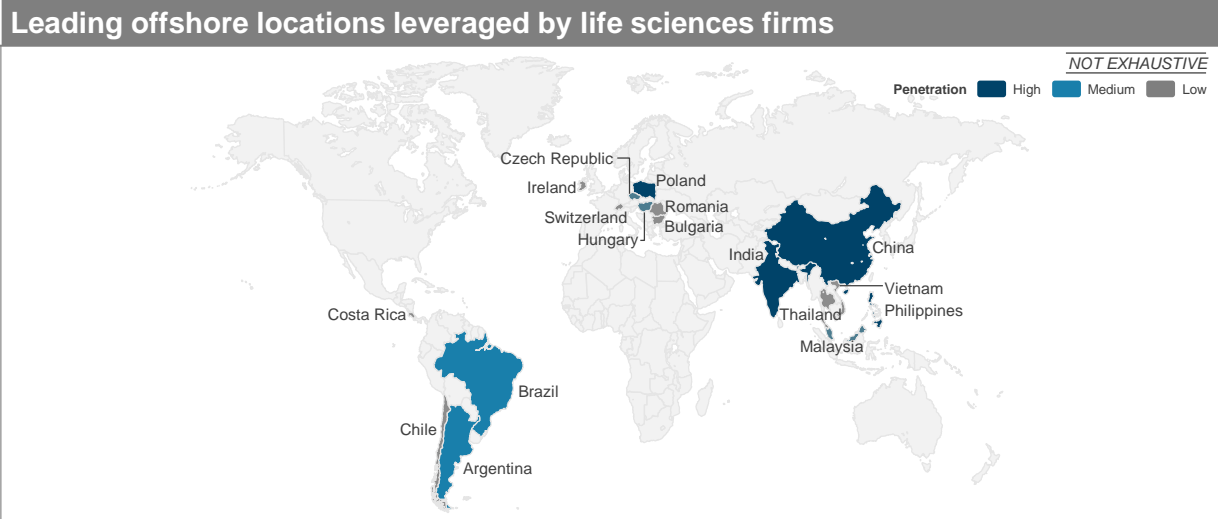 Leading offshore locations leveraged by life sciences firms
NOT EXHAUSTIVE
Penetration High Medium Low
Czech Republic
Ireland
Poland
Switzerland
Romania
Hungary
Bulgaria
India
China
Vietnam
Thailand
Philippines
Malaysia
Costa Rica
Brazil
Chile
Argentina